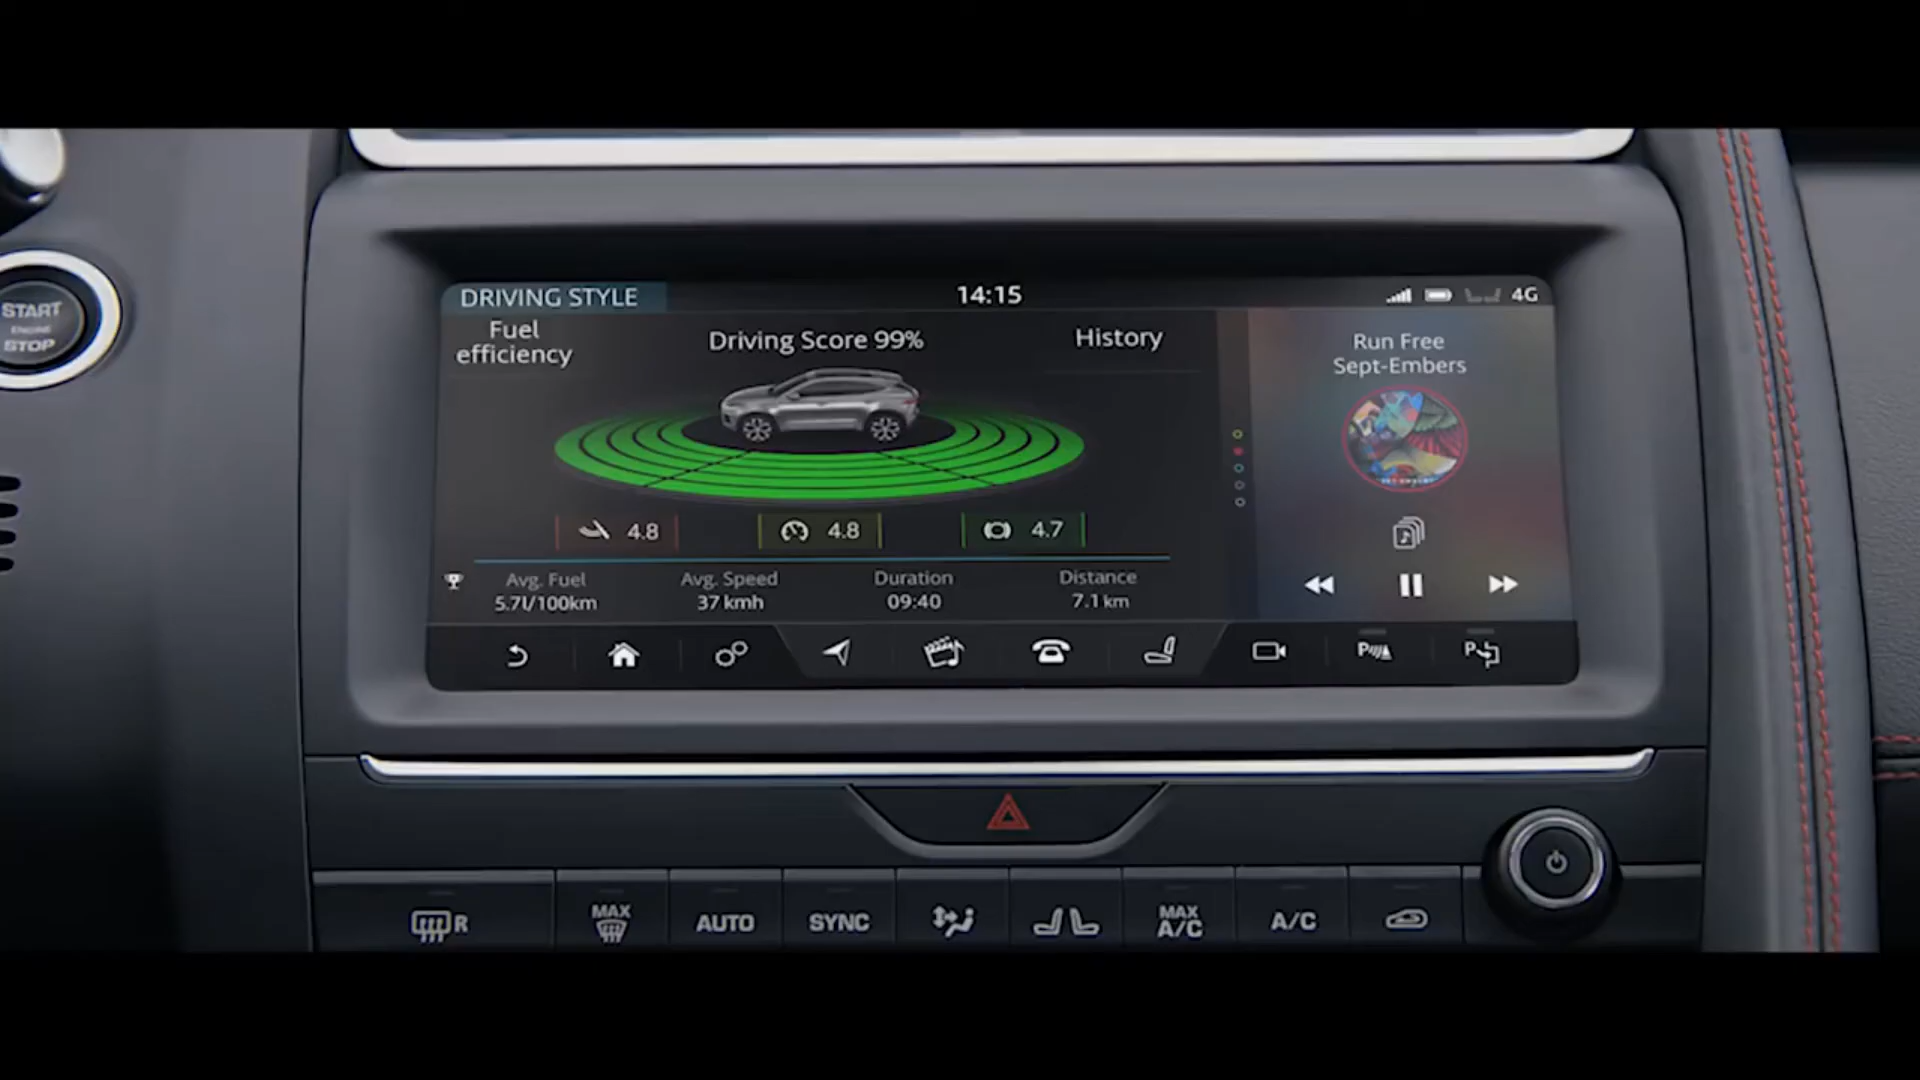 START
ENGINE
STOP
DRIVING STYLE
14:15
4G
Fuel
efficiency
Driving Score 99%
History
Run Free
Sept-Embers
4.8
4.8
4.7
Avg. Fuel
5.7l/100km
Avg. Speed
37 kmh
Duration
09:40
Distance
7.1 km
P
P
R
MAX
AUTO
SYNC
MAX
A/C
A/C